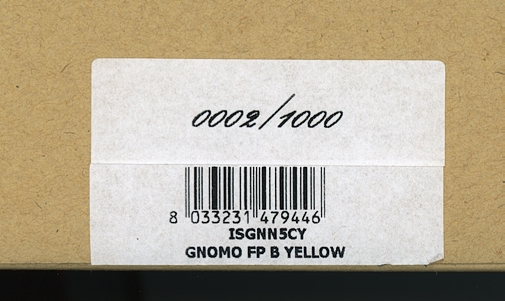 0002/1000
8 033231 479446
ISGNN5CY
GNOMO FP B YELLOW